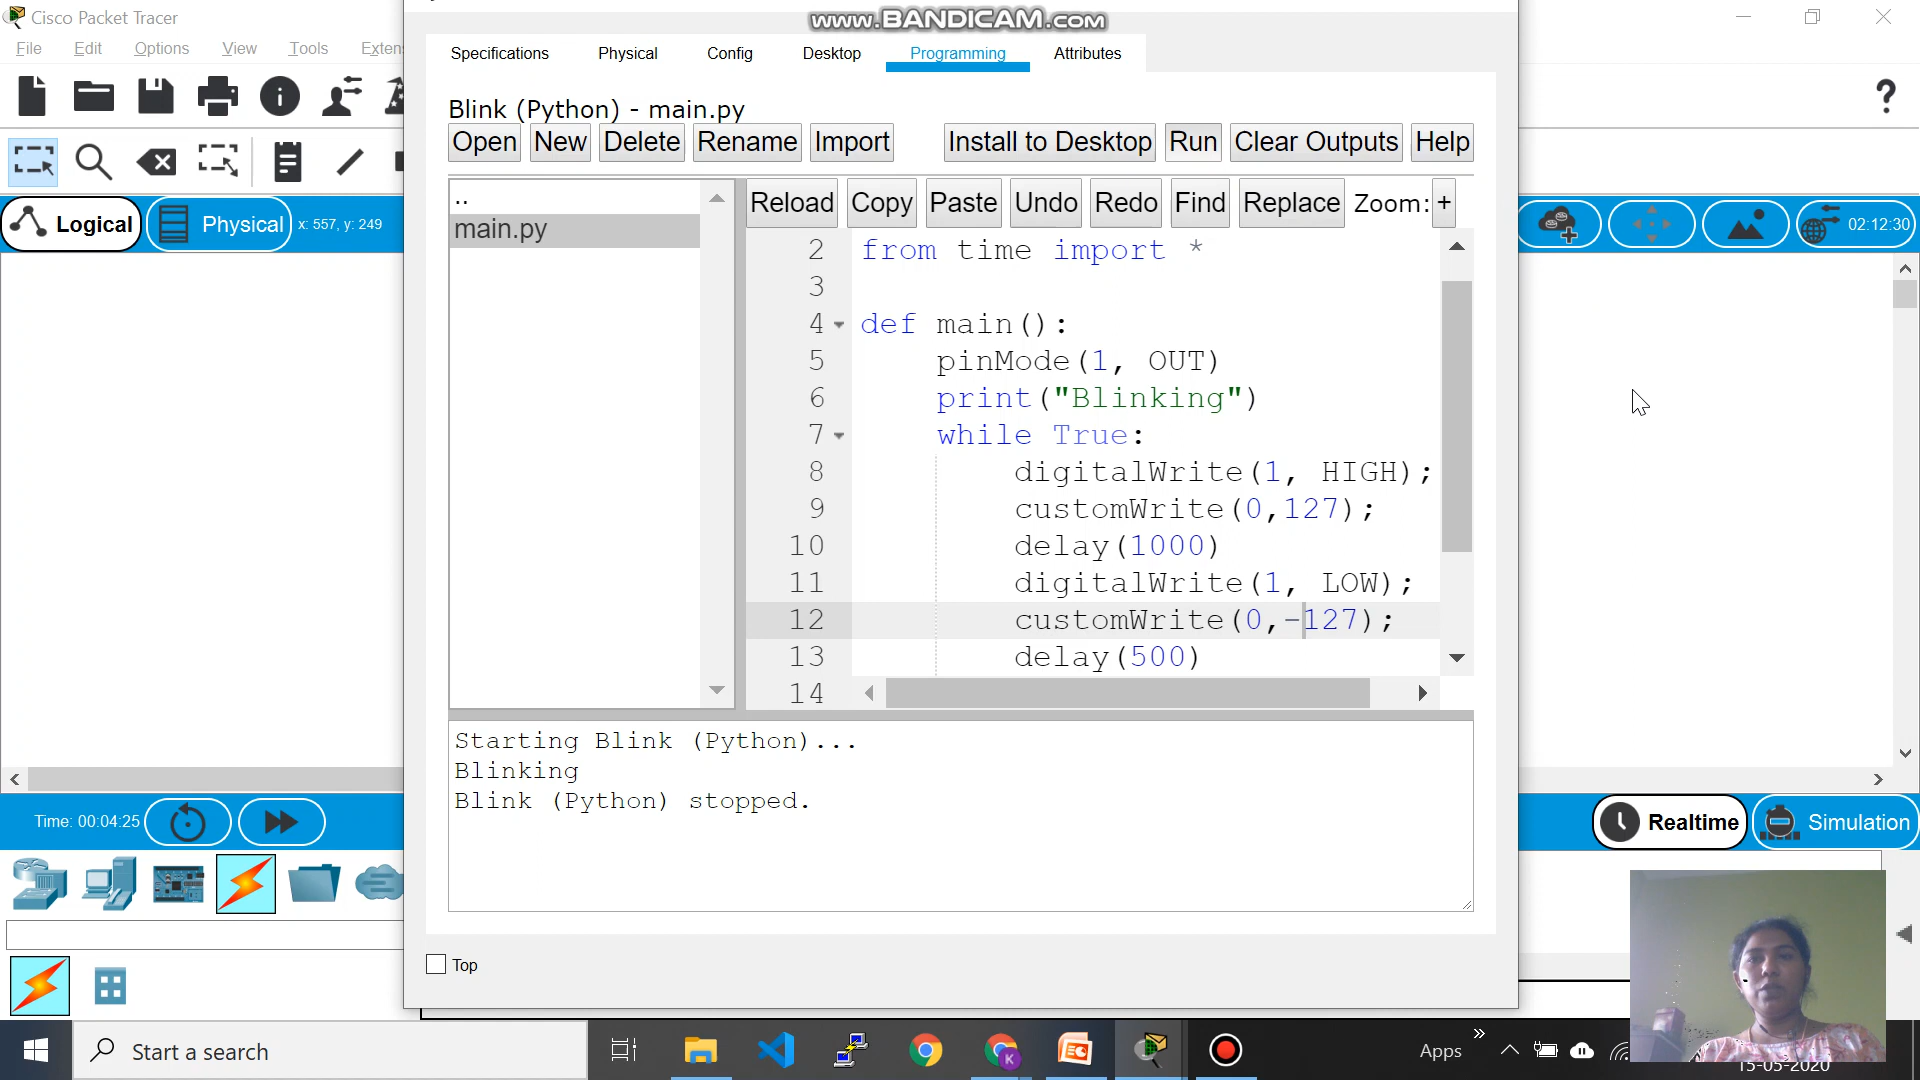 www.BANDICAM.com
Cisco Packet Tracer
File Edit Options View Tools Exten
Specifications Physical Config Desktop Programming Attributes
Blink (Python) - main.py
Open New Delete Rename Import Install to Desktop Run Clear Outputs Help
..
main.py
Reload Copy Paste Undo Redo Find Replace Zoom: +
Logical Physical x: 557, y: 249
02:12:30
2 from time import *
3
4 def main():
5 pinMode(1, OUT)
6 print("Blinking")
7 while True:
8 digitalWrite(1, HIGH);
9 customWrite(0,127);
10 delay(1000)
11 digitalWrite(1, LOW);
12 customWrite(0,-127);
13 delay(500)
14
Starting Blink (Python)...
Blinking
Blink (Python) stopped.
Time: 00:04:25
Realtime Simulation
Top
Start a search
Apps
15-05-2020